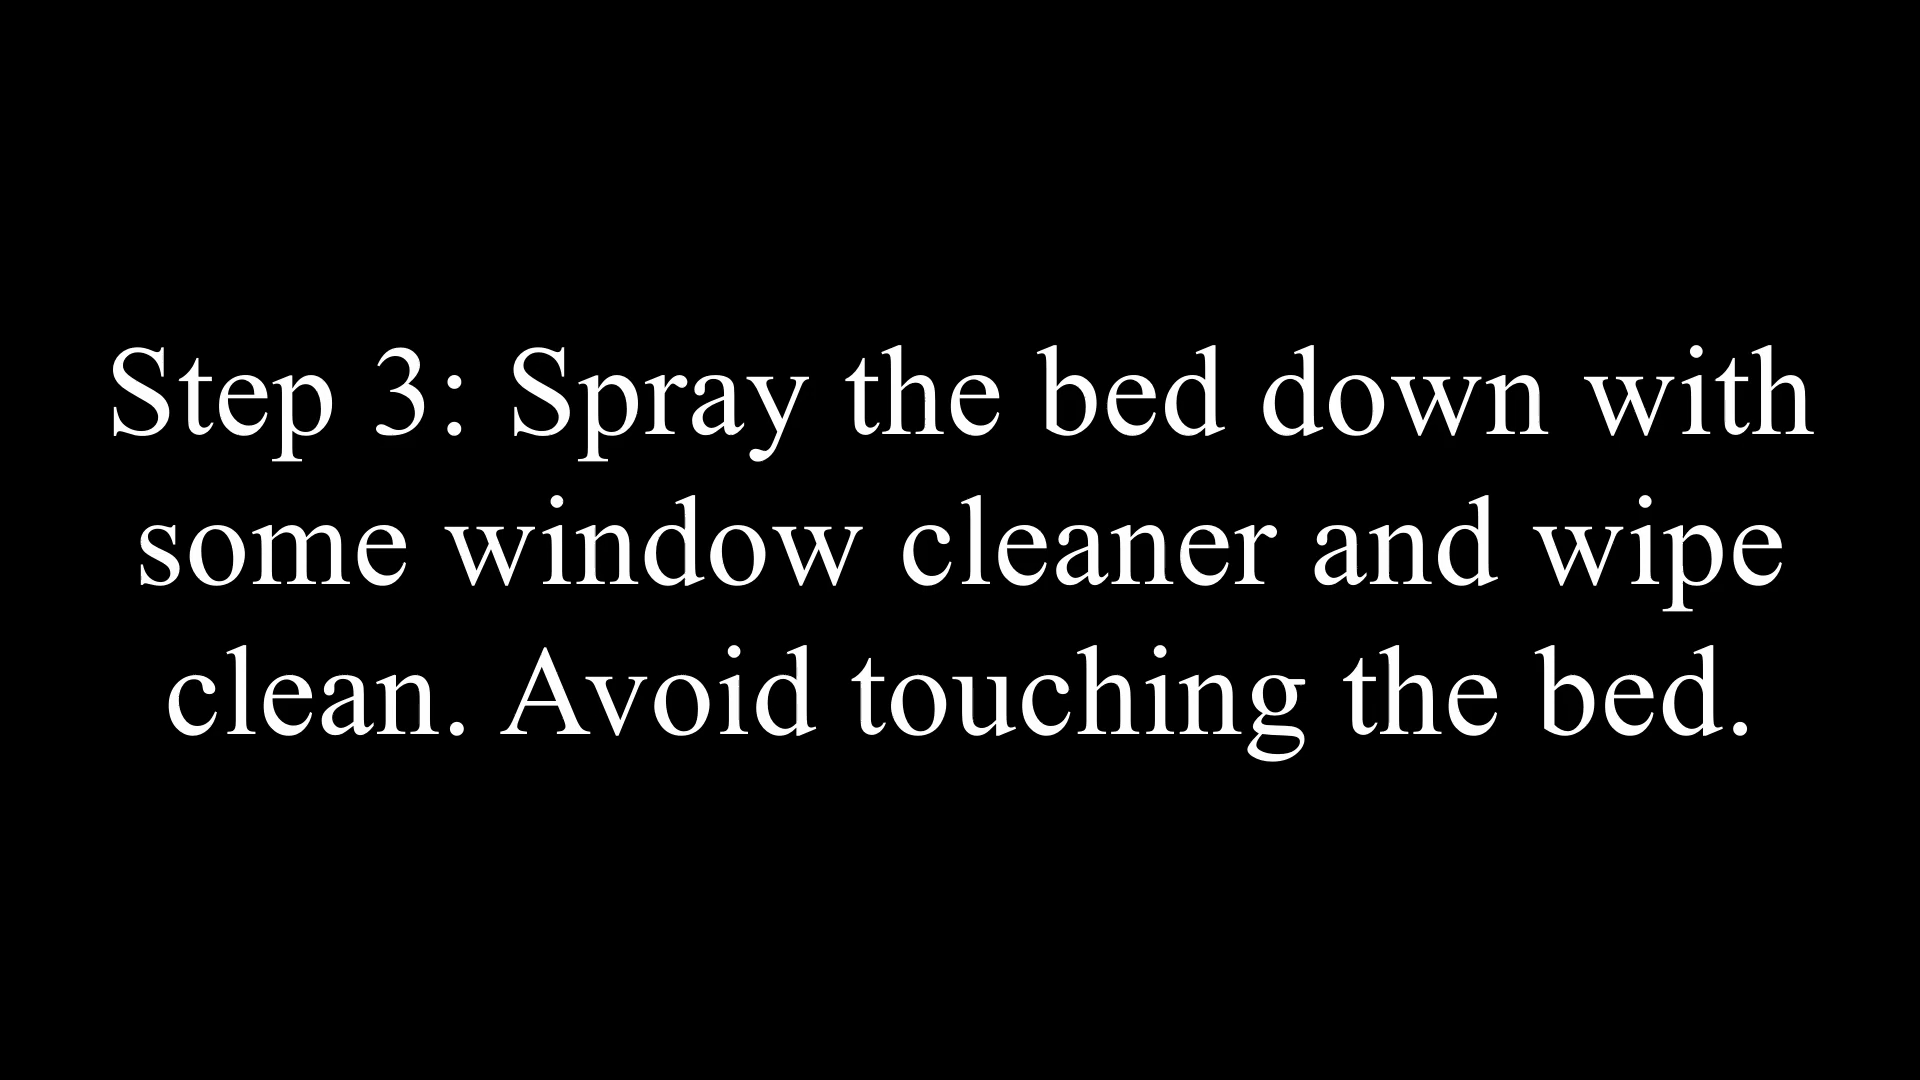 Step 3: Spray the bed down with
some window cleaner and wipe
clean. Avoid touching the bed.